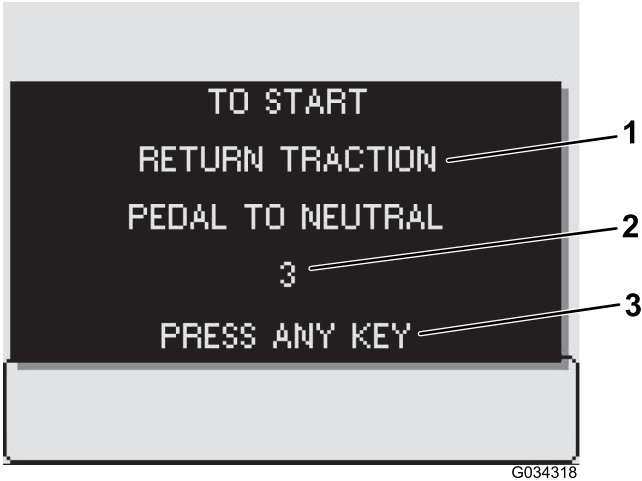 TO START
RETURN TRACTION
1
PEDAL TO NEUTRAL
2
3
PRESS ANY KEY
3
G034318